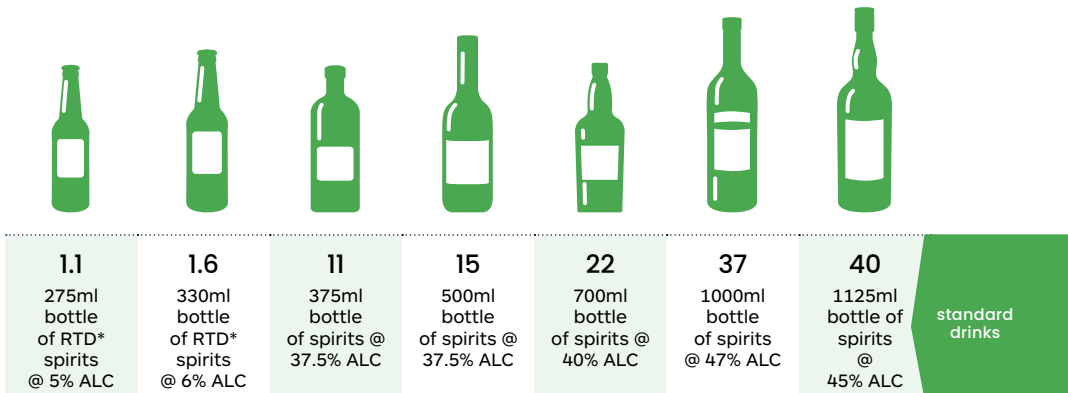 1.1
275ml
bottle
of RTD*
spirits
@ 5% ALC
1.6
330ml
bottle
of RTD*
spirits
@ 6% ALC
11
375ml
bottle
of spirits @
37.5% ALC
15
500ml
bottle
of spirits @
37.5% ALC
22
700ml
bottle
of spirits @
40% ALC
37
1000ml
bottle
of spirits
@ 47% ALC
40
1125ml
bottle of
spirits
@
45% ALC
standard
drinks